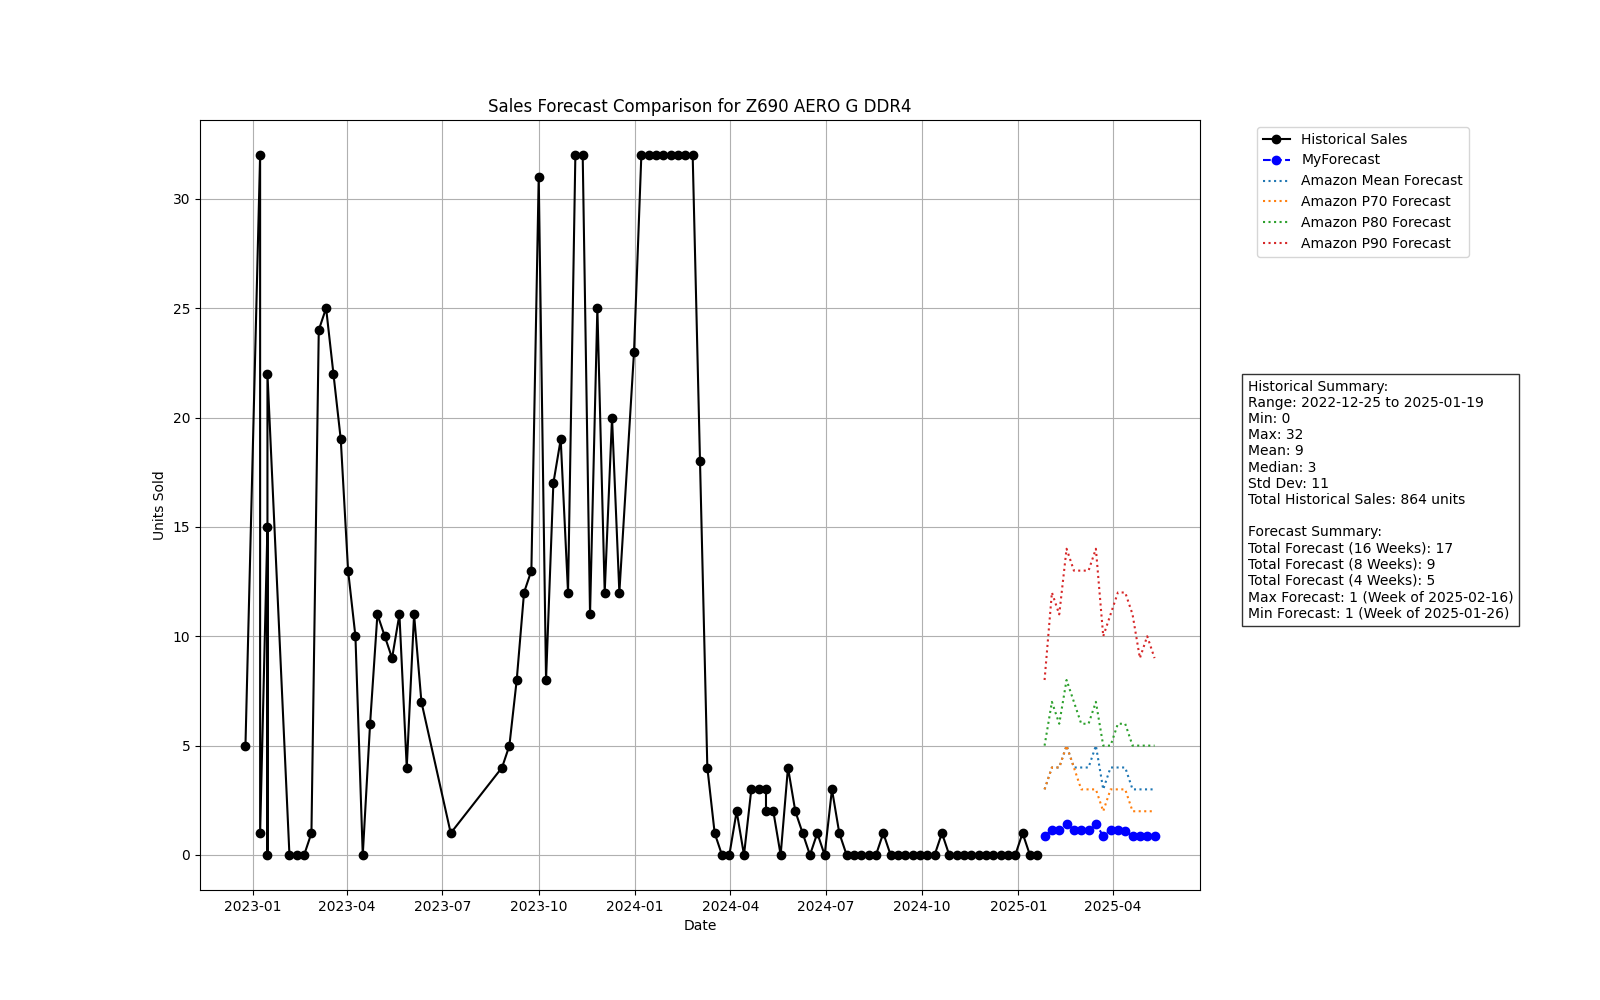 Sales Forecast Comparison for Z690 AERO G DDR4
Units Sold
30
25
20
15
10
5
0
2023-01
2023-04
2023-07
2023-10
2024-01
2024-04
2024-07
2024-10
2025-01
2025-04
Date
Historical Sales
MyForecast
Amazon Mean Forecast
Amazon P70 Forecast
Amazon P80 Forecast
Amazon P90 Forecast
Historical Summary:
Range: 2022-12-25 to 2025-01-19
Min: 0
Max: 32
Mean: 9
Median: 3
Std Dev: 11
Total Historical Sales: 864 units
Forecast Summary:
Total Forecast (16 Weeks): 17
Total Forecast (8 Weeks): 9
Total Forecast (4 Weeks): 5
Max Forecast: 1 (Week of 2025-02-16)
Min Forecast: 1 (Week of 2025-01-26)